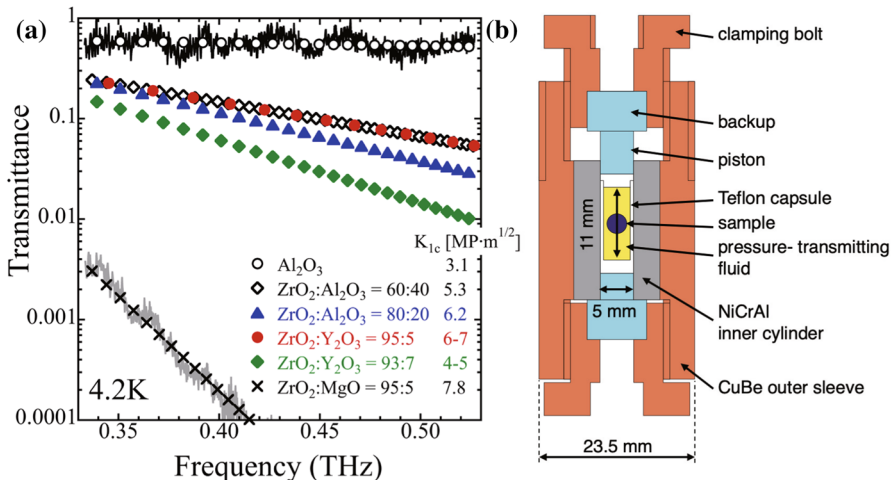 (a)
1
0.1
0.01
0.001
0.0001
Transmittance
K1c [MP·m1/2]
Al2O3 3.1
ZrO2:Al2O3 = 60:40 5.3
ZrO2:Al2O3 = 80:20 6.2
ZrO2:Y2O3 = 95:5 6-7
ZrO2:Y2O3 = 93:7 4-5
ZrO2:MgO = 95:5 7.8
4.2K
0.35 0.40 0.45 0.50
Frequency (THz)
(b)
clamping bolt
backup
piston
Teflon capsule
sample
pressure- transmitting
fluid
NiCrAl
inner cylinder
CuBe outer sleeve
11 mm
5 mm
23.5 mm